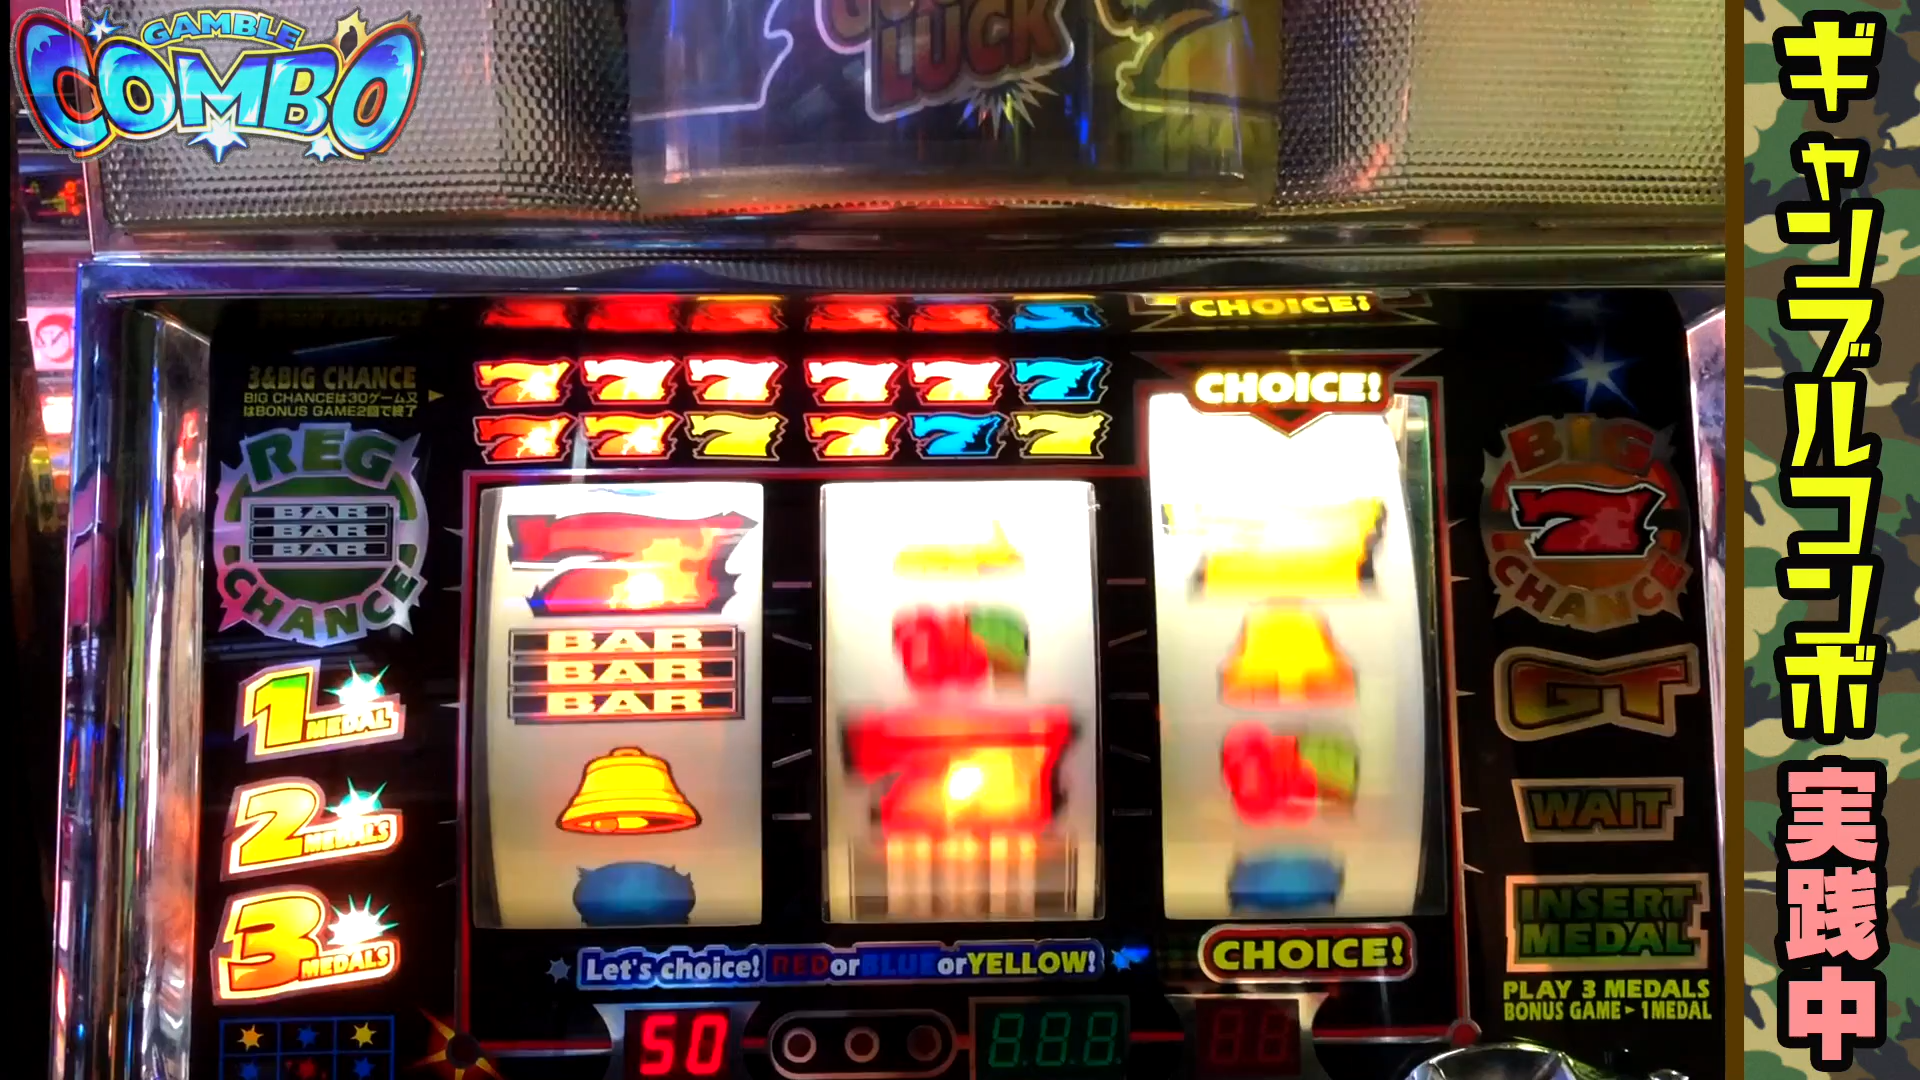 GAMBLE
COMBO
LUCK
CHOICE!
3&BIG CHANCE
BIG CHANCEは30ゲーム又
はBONUS GAME2回で終了
CHOICE!
REG
BAR
BAR
BAR
CHANCE
BAR
BAR
BAR
BIG
7
CHANCE
1 MEDAL
2 MEDALS
3 MEDALS
GT
WAIT
INSERT
MEDAL
PLAY 3 MEDALS
BONUS GAME▶1MEDAL
Let's choice! RED or BLUE or YELLOW!
CHOICE!
50
ギャンブルコンボ 実践中